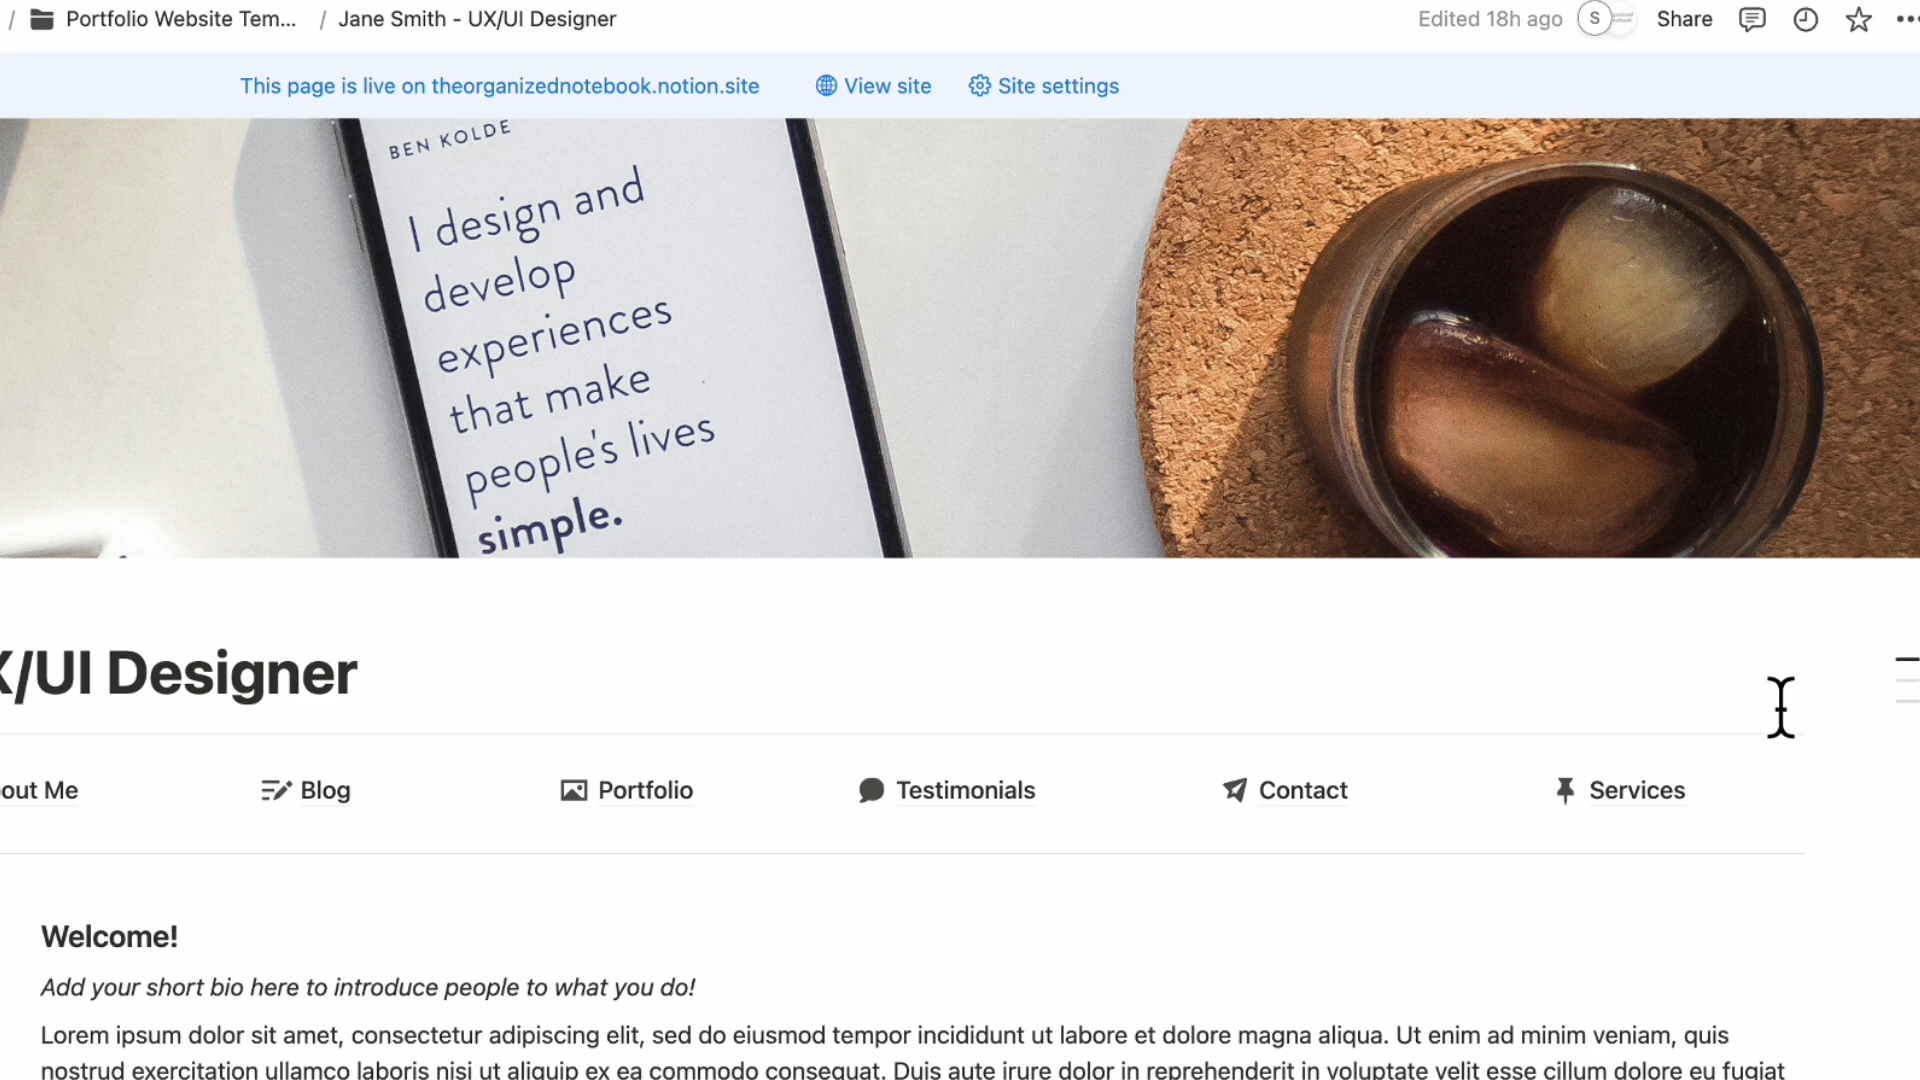 / Portfolio Website Tem... / Jane Smith - UX/UI Designer
Edited 18h ago S Share
This page is live on theorganizednotebook.notion.site View site Site settings
BEN KOLDE
I design and
develop
experiences
that make
people's lives
simple.
X/UI Designer
out Me Blog Portfolio Testimonials Contact Services
Welcome!
Add your short bio here to introduce people to what you do!
Lorem ipsum dolor sit amet, consectetur adipiscing elit, sed do eiusmod tempor incididunt ut labore et dolore magna aliqua. Ut enim ad minim veniam, quis
nostrud exercitation ullamco laboris nisi ut aliquip ex ea commodo consequat. Duis aute irure dolor in reprehenderit in voluptate velit esse cillum dolore eu fugiat